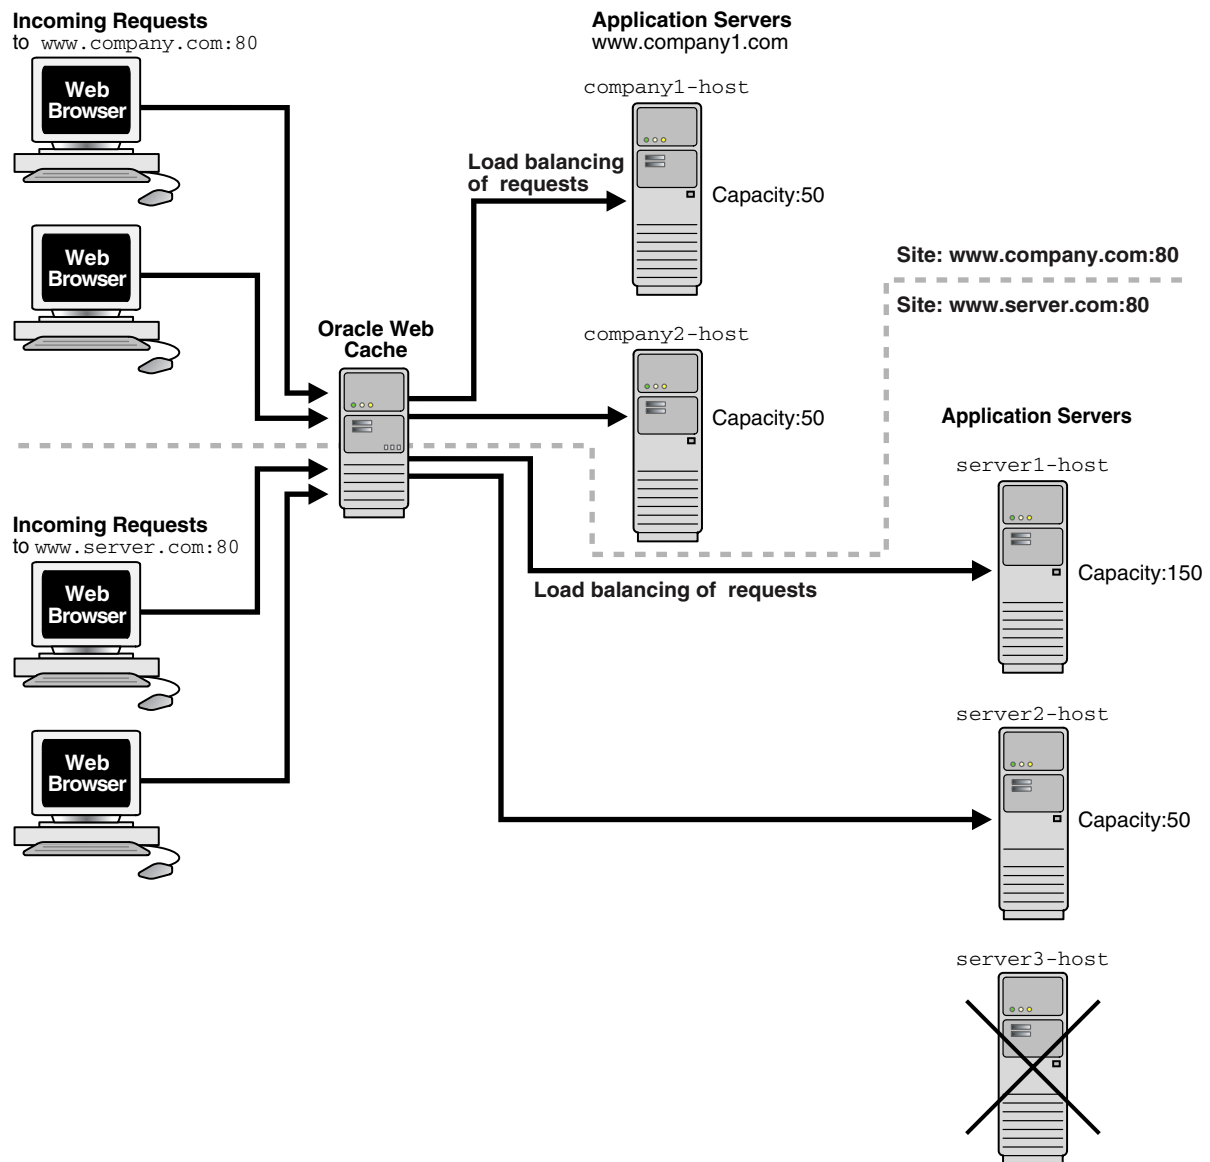 Incoming Requests
to www.company.com:80
Web
Browser
Web
Browser
Oracle Web
Cache
Incoming Requests
to www.server.com:80
Web
Browser
Web
Browser
Application Servers
www.company1.com
company1-host
Load balancing
of requests
Capacity:50
company2-host
Capacity:50
Site: www.company.com:80
Site: www.server.com:80
Application Servers
server1-host
Capacity:150
Load balancing of requests
server2-host
Capacity:50
server3-host